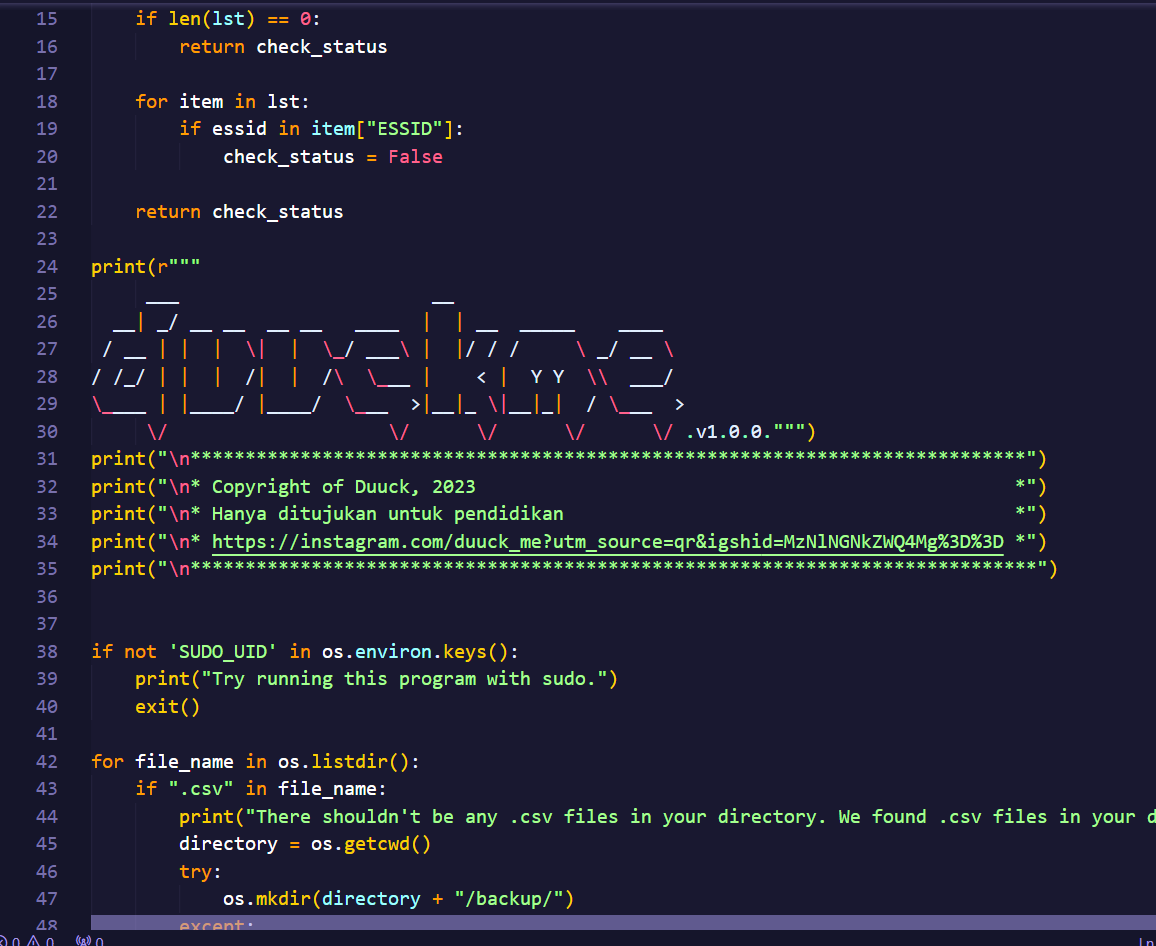 15     if len(lst) == 0:
16         return check_status
17
18     for item in lst:
19         if essid in item["ESSID"]:
20             check_status = False
21
22     return check_status
23
24 print(r"""
25      ___                       __
26   __| _/ __ __  __ __   ____  |  | __  _____    ____
27  / __ | |  |  \|  |  \_/ ___\ |  |/ / /     \ _/ __ \
28 / /_/ | |  |  /|  |  /\  \___ |    < |  Y Y  \\  ___/
29 \____ | |____/ |____/  \___  >|__|_ \|__|_|  / \___  >
30      \/                    \/      \/      \/      \/ .v1.0.0.""")
31 print("\n****************************************************************************")
32 print("\n* Copyright of Duuck, 2023                                                 *")
33 print("\n* Hanya ditujukan untuk pendidikan                                         *")
34 print("\n* https://instagram.com/duuck_me?utm_source=qr&igshid=MzNlNGNkZWQ4Mg%3D%3D *")
35 print("\n*****************************************************************************")
36
37
38 if not 'SUDO_UID' in os.environ.keys():
39     print("Try running this program with sudo.")
40     exit()
41
42 for file_name in os.listdir():
43     if ".csv" in file_name:
44         print("There shouldn't be any .csv files in your directory. We found .csv files in your d
45         directory = os.getcwd()
46         try:
47             os.mkdir(directory + "/backup/")
48         except:
0 0 0
Ln